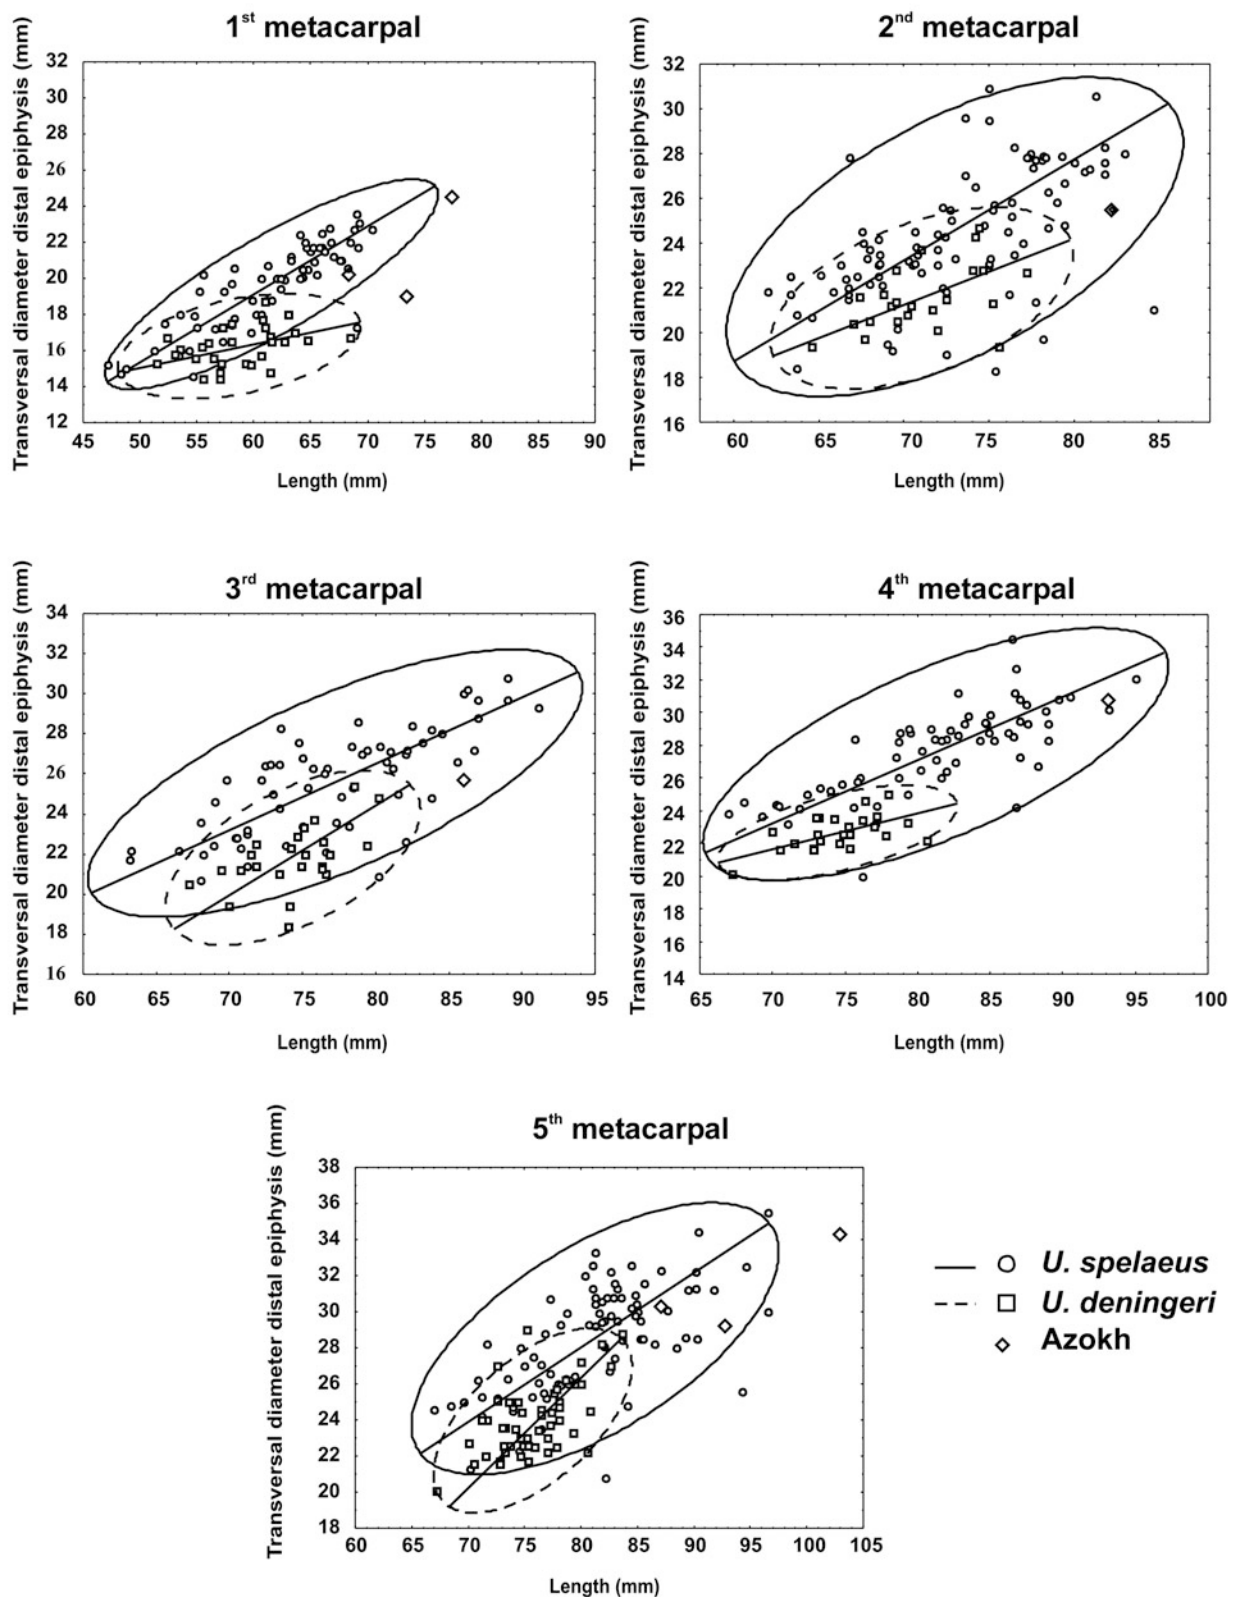 1st metacarpal
Transversal diameter distal epiphysis (mm)
32
30
28
26
24
22
20
18
16
14
12
45 50 55 60 65 70 75 80 85 90
Length (mm)
2nd metacarpal
Transversal diameter distal epiphysis (mm)
32
30
28
26
24
22
20
18
16
60 65 70 75 80 85
Length (mm)
3rd metacarpal
Transversal diameter distal epiphysis (mm)
34
32
30
28
26
24
22
20
18
16
60 65 70 75 80 85 90 95
Length (mm)
4th metacarpal
Transversal diameter distal epiphysis (mm)
36
34
32
30
28
26
24
22
20
18
16
14
65 70 75 80 85 90 95 100
Length (mm)
5th metacarpal
Transversal diameter distal epiphysis (mm)
38
36
34
32
30
28
26
24
22
20
18
60 65 70 75 80 85 90 95 100 105
Length (mm)
U. spelaeus
U. deningeri
Azokh